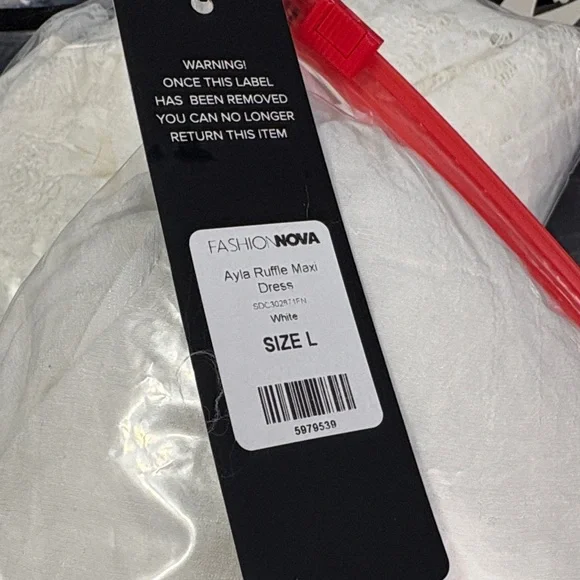 WARNING!
ONCE THIS LABEL
HAS BEEN REMOVED
YOU CAN NO LONGER
RETURN THIS ITEM
FASHIONNOVA
Ayla Ruffle Maxi
Dress
SDC302871FN
White
SIZE L
5979539